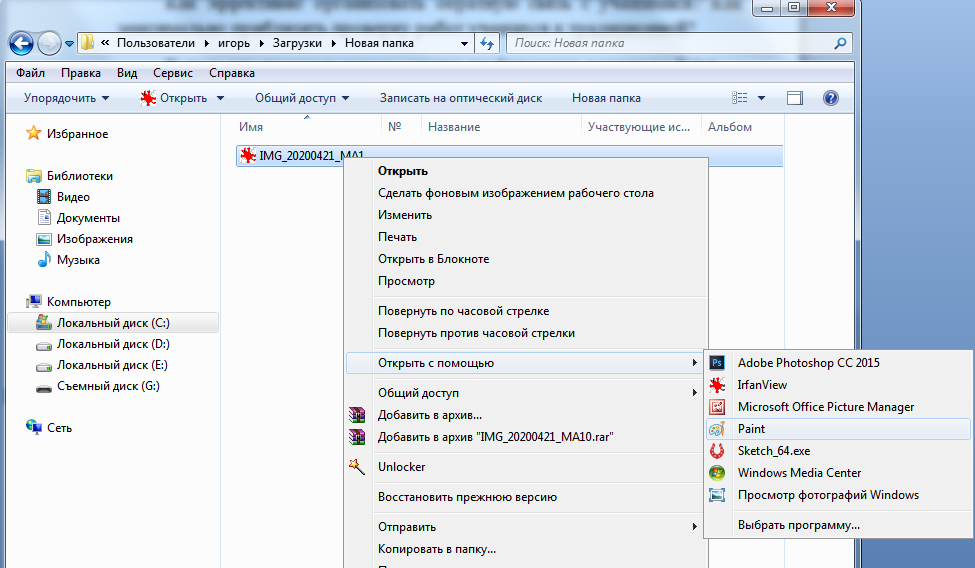 « Пользователи игорь Загрузки Новая папка
Поиск: Новая папка
Файл Правка Вид Сервис Справка
Упорядочить Открыть Общий доступ Записать на оптический диск Новая папка
Имя № Название Участвующие ис... Альбом
Избранное
Библиотеки
Видео
Документы
Изображения
Музыка
Компьютер
Локальный диск (C:)
Локальный диск (D:)
Локальный диск (E:)
Съемный диск (G:)
Сеть
IMG_20200421_MA1
Открыть
Сделать фоновым изображением рабочего стола
Изменить
Печать
Открыть в Блокноте
Просмотр
Повернуть по часовой стрелке
Повернуть против часовой стрелки
Открыть с помощью
Общий доступ
Добавить в архив...
Добавить в архив "IMG_20200421_MA10.rar"
Unlocker
Восстановить прежнюю версию
Отправить
Копировать в папку...
Ps Adobe Photoshop CC 2015
IrfanView
Microsoft Office Picture Manager
Paint
Sketch_64.exe
Windows Media Center
Просмотр фотографий Windows
Выбрать программу...